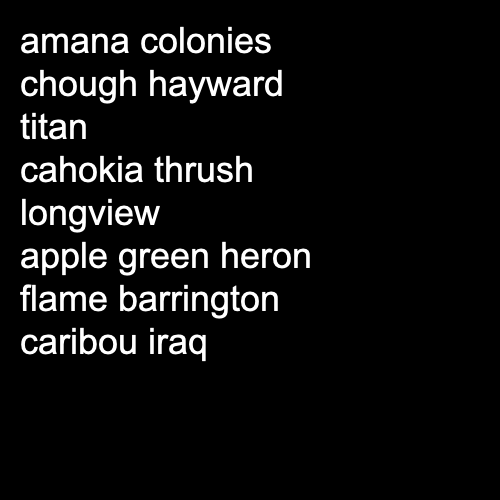 amana colonies
chough hayward
titan
cahokia thrush
longview
apple green heron
flame barrington
caribou iraq